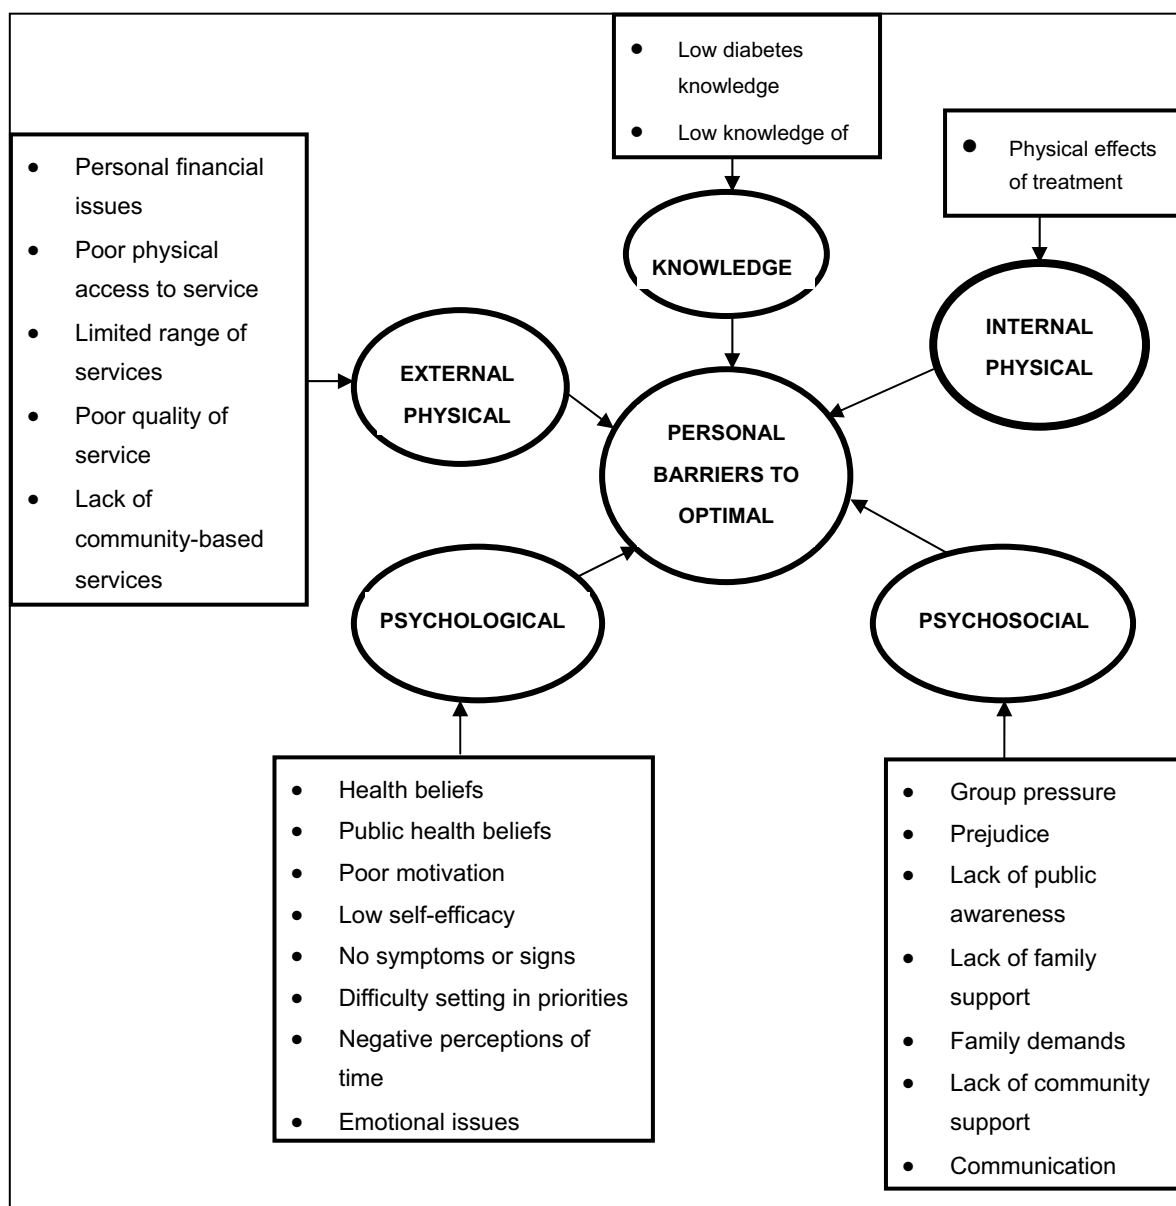 • Low diabetes
knowledge
• Low knowledge of
• Physical effects
of treatment
• Personal financial
issues
• Poor physical
access to service
• Limited range of
services
• Poor quality of
service
• Lack of
community-based
services
KNOWLEDGE
INTERNAL
PHYSICAL
EXTERNAL
PHYSICAL
PERSONAL
BARRIERS TO
OPTIMAL
PSYCHOLOGICAL
PSYCHOSOCIAL
• Health beliefs
• Public health beliefs
• Poor motivation
• Low self-efficacy
• No symptoms or signs
• Difficulty setting in priorities
• Negative perceptions of
time
• Emotional issues
• Group pressure
• Prejudice
• Lack of public
awareness
• Lack of family
support
• Family demands
• Lack of community
support
• Communication